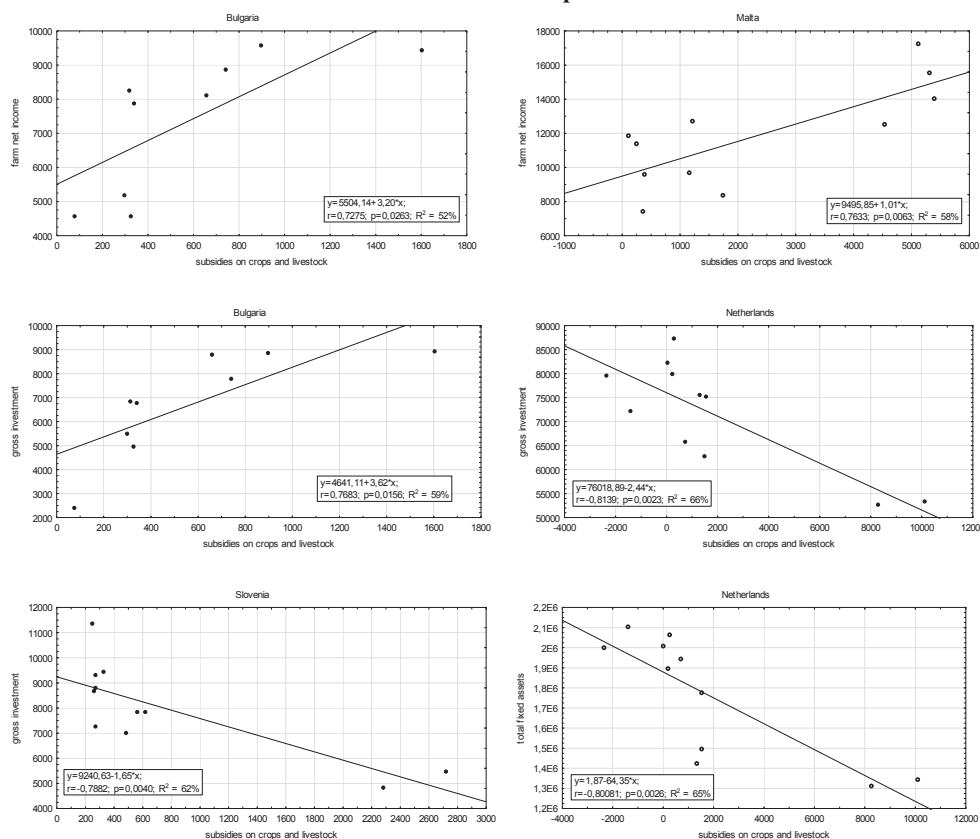 Bulgaria
farm net income
10000
9000
8000
7000
6000
5000
4000
y=5504,14+3,20*x;
r=0,7275; p=0,0263; R² = 52%
0 200 400 600 800 1000 1200 1400 1600 1800
subsidies on crops and livestock
Malta
farm net income
18000
16000
14000
12000
10000
8000
6000
y=9495,85+1,01*x;
r=0,7633; p=0,0063; R² = 58%
-1000 0 1000 2000 3000 4000 5000 6000
subsidies on crops and livestock
Bulgaria
gross investment
10000
9000
8000
7000
6000
5000
4000
3000
2000
y=4641,11+3,62*x;
r=0,7683; p=0,0156; R² = 59%
0 200 400 600 800 1000 1200 1400 1600 1800
subsidies on crops and livestock
Netherlands
gross investment
90000
85000
80000
75000
70000
65000
60000
55000
50000
y=76018,89-2,44*x;
r=-0,8139; p=0,0023; R² = 66%
-4000 -2000 0 2000 4000 6000 8000 10000 1200
subsidies on crops and livestock
Slovenia
gross investment
12000
11000
10000
9000
8000
7000
6000
5000
4000
y=9240,63-1,65*x;
r=-0,7882; p=0,0040; R² = 62%
0 200 400 600 800 1000 1200 1400 1600 1800 2000 2200 2400 2600 2800 3000
subsidies on crops and livestock
Netherlands
total fixed assets
2,2E6
2,1E6
2E6
1,9E6
1,8E6
1,7E6
1,6E6
1,5E6
1,4E6
1,3E6
1,2E6
y=1,87-64,35*x;
r=-0,80081; p=0,0026; R² = 65%
-4000 -2000 0 2000 4000 6000 8000 10000 1200
subsidies on crops and livestock